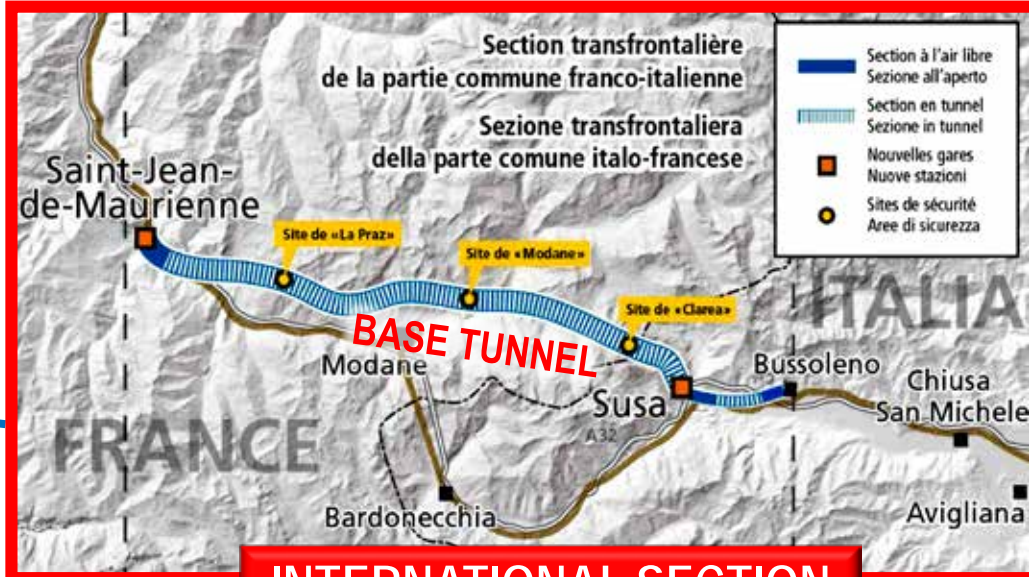 Section transfrontalière
de la partie commune franco-italienne
Sezione transfrontaliera
della parte comune italo-francese
Section à l'air libre
Sezione all'aperto
Section en tunnel
Sezione in tunnel
Nouvelles gares
Nuove stazioni
Sites de sécurité
Aree di sicurezza
Saint-Jean-
de-Maurienne
Site de «La Praz»
Site de «Modane»
Site de «Clarea»
ITALIA
BASE TUNNEL
Modane
Bussoleno
Susa
A32
Chiusa
San Michele
FRANCE
Bardonecchia
Avigliana
INTERNATIONAL SECTION